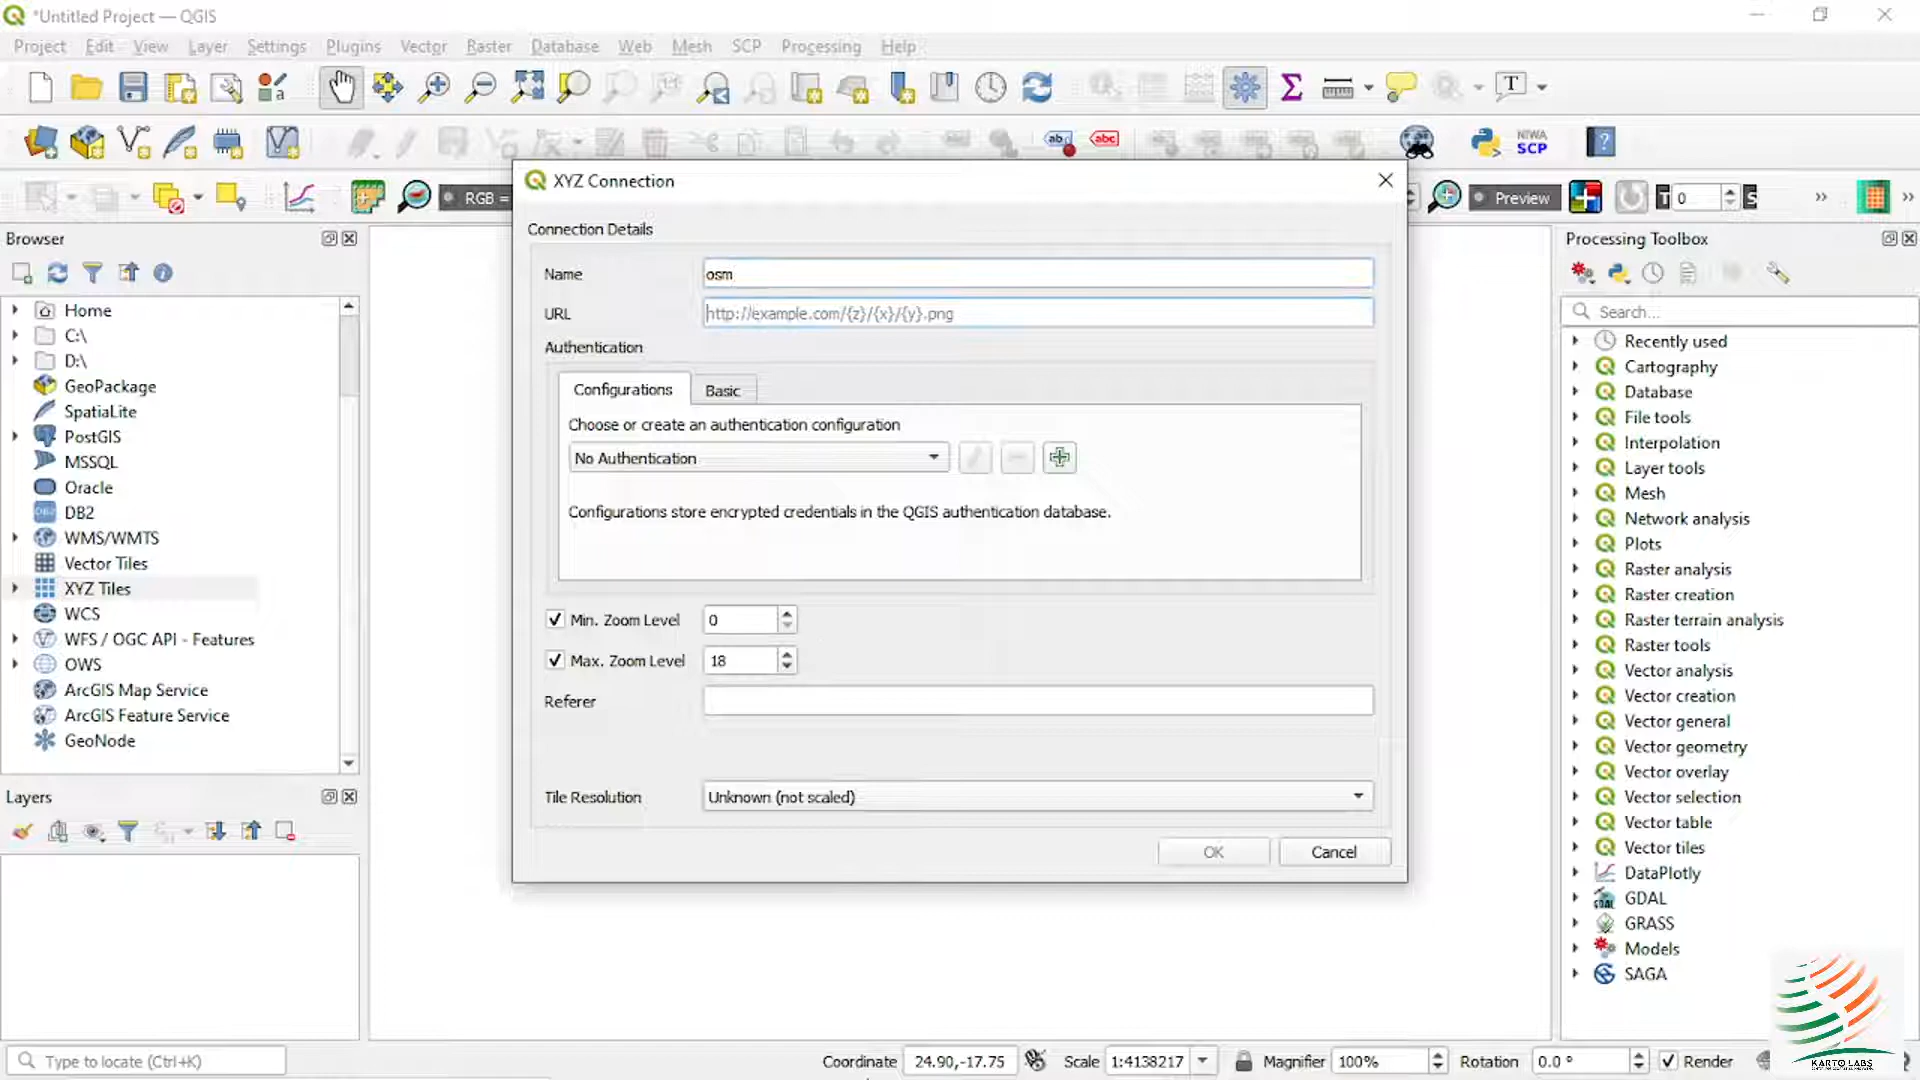 *Untitled Project — QGIS
Project Edit View Layer Settings Plugins Vector Raster Database Web Mesh SCP Processing Help
a
T
ab abc NIWA SCP ?
RGB = Preview T 0 S » »
XYZ Connection
Connection Details
Name osm
URL http://example.com/{z}/{x}/{y}.png
Authentication
Configurations Basic
Choose or create an authentication configuration
No Authentication
Configurations store encrypted credentials in the QGIS authentication database.
Min. Zoom Level 0
Max. Zoom Level 18
Referer
Tile Resolution Unknown (not scaled)
OK Cancel
Browser
Home
C:\
D:\
GeoPackage
SpatiaLite
PostGIS
MSSQL
Oracle
DB2
WMS/WMTS
Vector Tiles
XYZ Tiles
WCS
WFS / OGC API - Features
OWS
ArcGIS Map Service
ArcGIS Feature Service
GeoNode
Layers
Processing Toolbox
Search...
Recently used
Cartography
Database
File tools
Interpolation
Layer tools
Mesh
Network analysis
Plots
Raster analysis
Raster creation
Raster terrain analysis
Raster tools
Vector analysis
Vector creation
Vector general
Vector geometry
Vector overlay
Vector selection
Vector table
Vector tiles
DataPlotly
GDAL
GRASS
Models
SAGA
KARTO LABS
Type to locate (Ctrl+K) Coordinate 24.90,-17.75 Scale 1:4138217 Magnifier 100% Rotation 0.0 ° Render